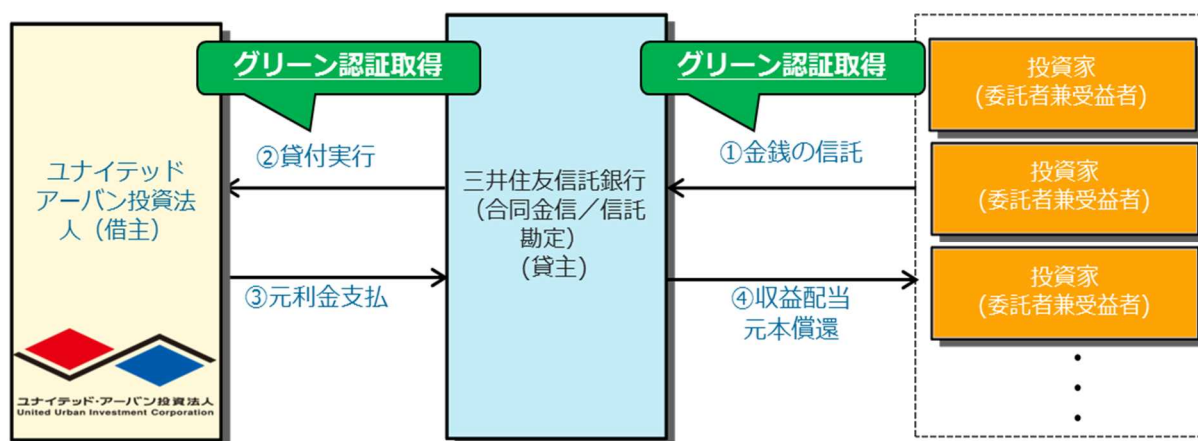 グリーン認証取得
グリーン認証取得
ユナイテッド
アーバン投資法
人（借主）
ユナイテッド・アーバン投資法人
United Urban Investment Corporation
②貸付実行
③元利金支払
三井住友信託銀行
（合同金信／信託
勘定）
(貸主)
①金銭の信託
④収益配当
元本償還
投資家
(委託者兼受益者)
投資家
(委託者兼受益者)
投資家
(委託者兼受益者)